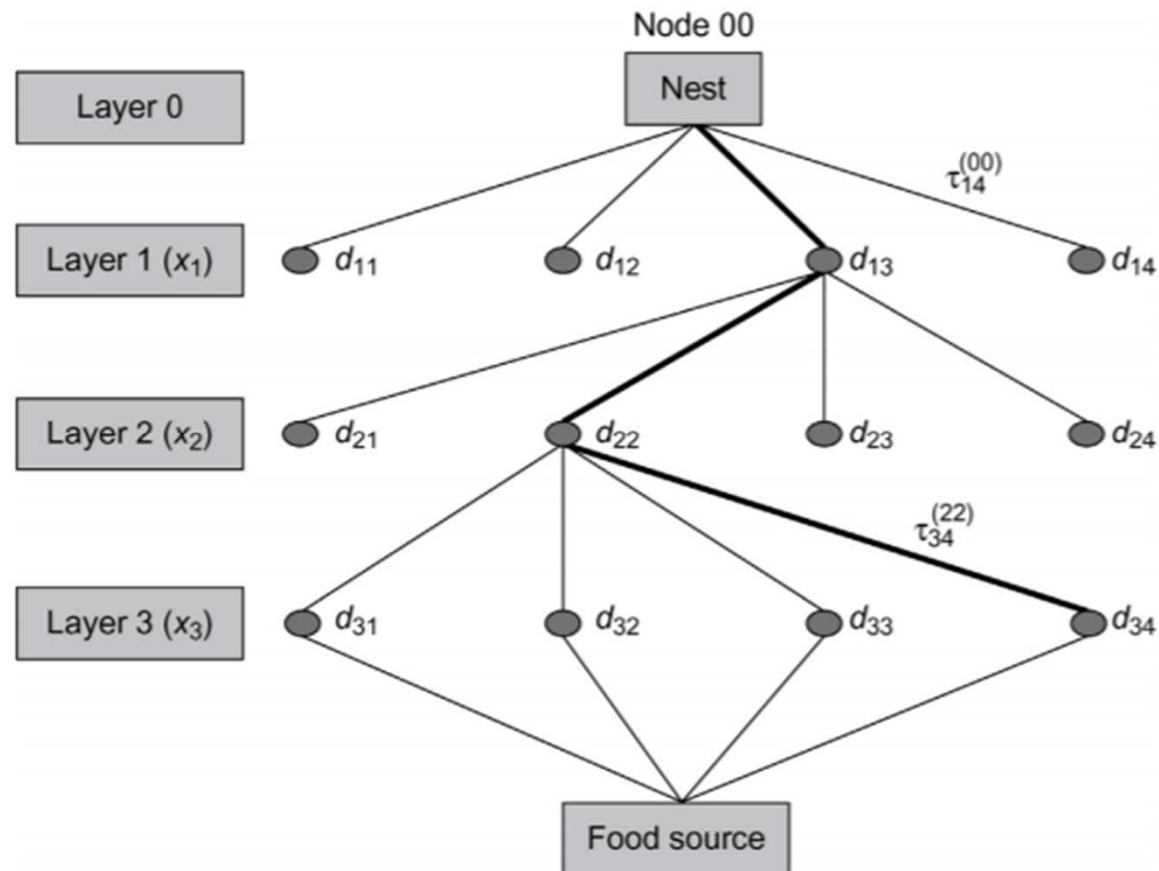 Node 00
Nest
Layer 0
τ₁₄⁽⁰⁰⁾
Layer 1 (x₁)
d₁₁
d₁₂
d₁₃
d₁₄
Layer 2 (x₂)
d₂₁
d₂₂
d₂₃
d₂₄
τ₃₄⁽²²⁾
Layer 3 (x₃)
d₃₁
d₃₂
d₃₃
d₃₄
Food source